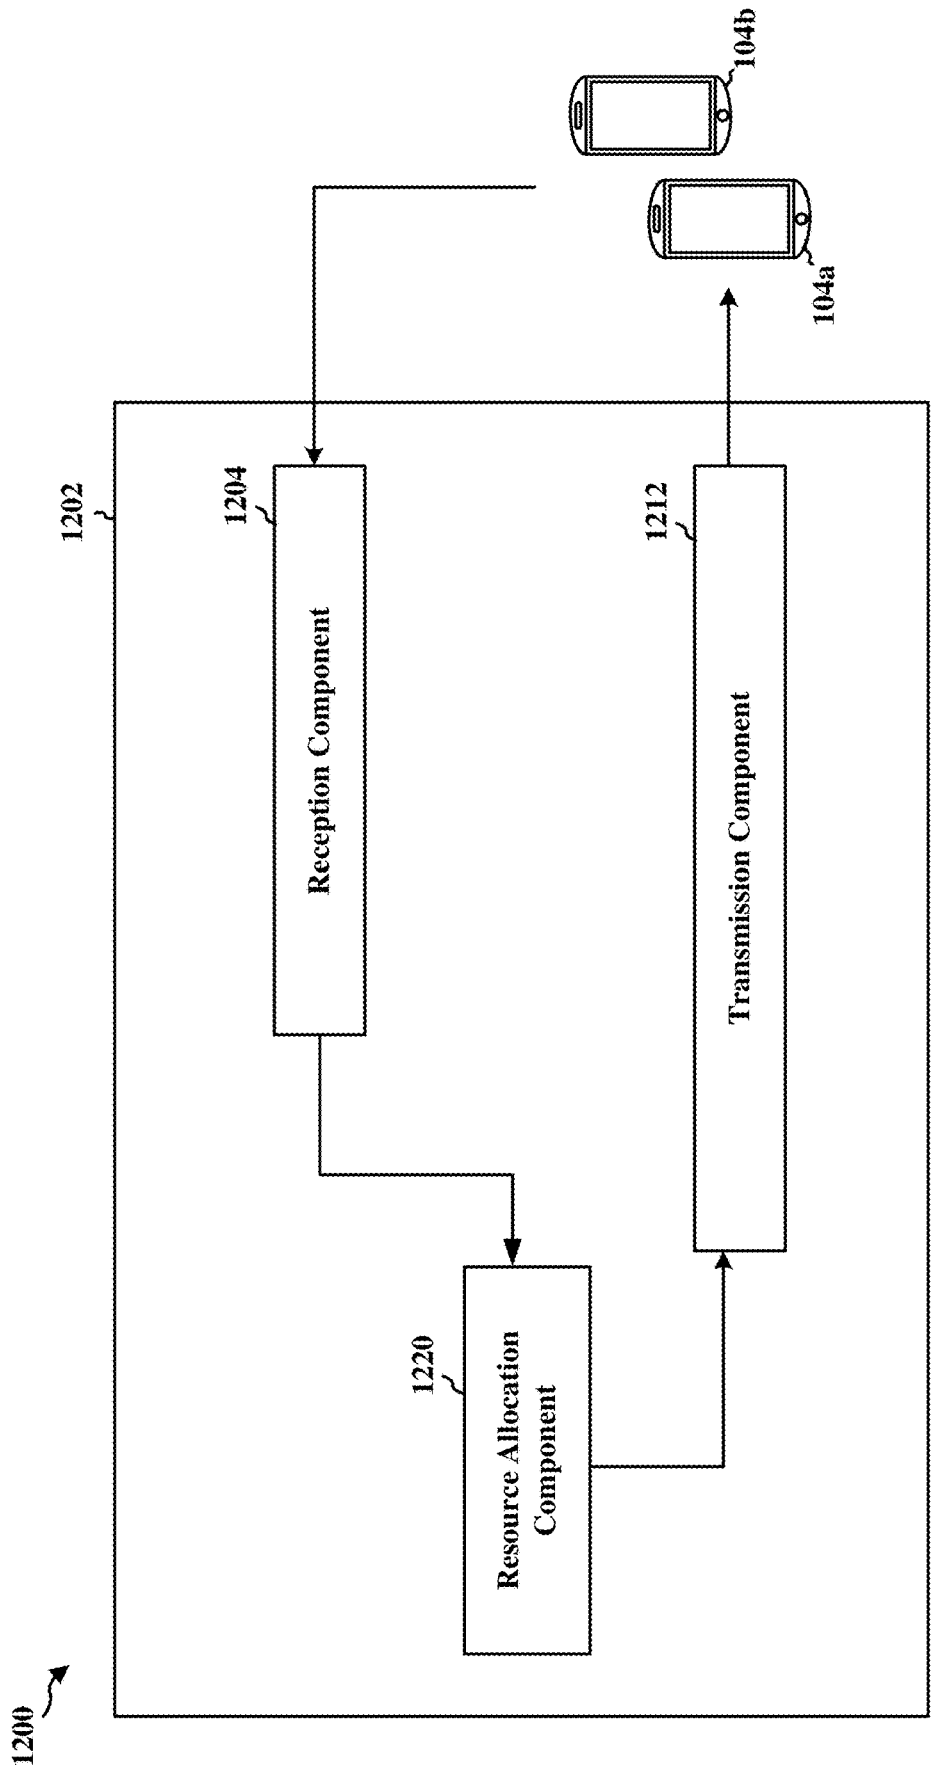 1200
1202
1204
Reception Component
1220
Resource Allocation
Component
1212
Transmission Component
104b
104a